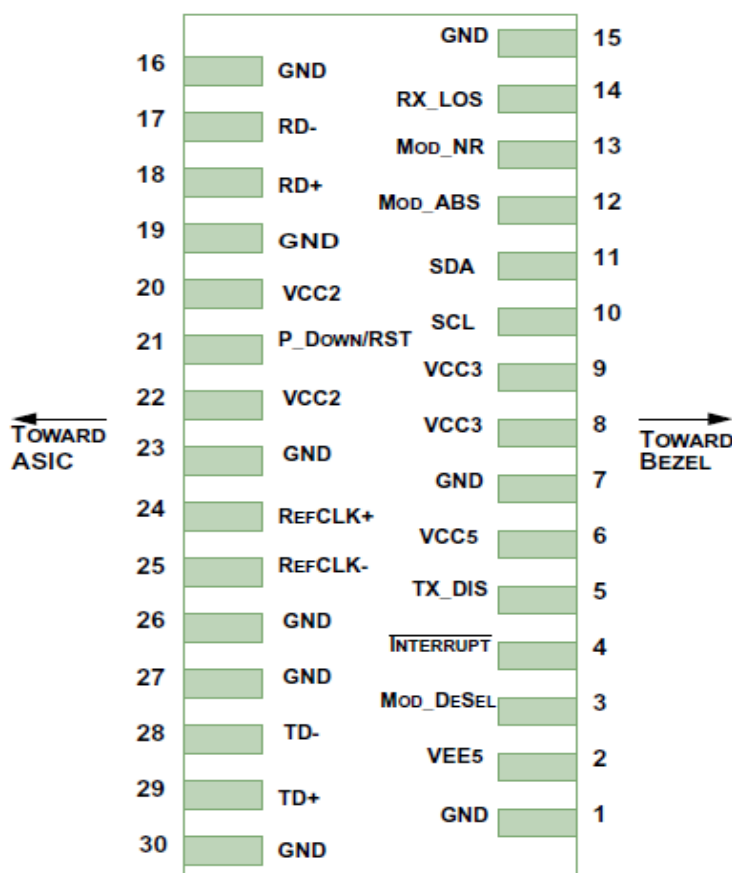 GND 15
16 GND
RX_LOS 14
17 RD-
MOD_NR 13
18 RD+
MOD_ABS 12
19 GND
SDA 11
20 VCC2
SCL 10
21 P_DOWN/RST
VCC3 9
22 VCC2
VCC3 8
TOWARD
ASIC
TOWARD
BEZEL
23 GND
GND 7
24 REFCLK+
VCC5 6
25 REFCLK-
TX_DIS 5
26 GND
INTERRUPT 4
27 GND
MOD_DESEL 3
28 TD-
VEE5 2
29 TD+
GND 1
30 GND